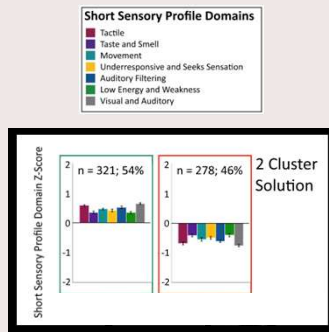 Short Sensory Profile Domains
Tactile
Taste and Smell
Movement
Underresponsive and Seeks Sensation
Auditory Filtering
Low Energy and Weakness
Visual and Auditory
Short Sensory Profile Domain Z-Score
2
1
0
-1
-2
n = 321; 54%
2
1
0
-1
-2
n = 278; 46%
2 Cluster
Solution